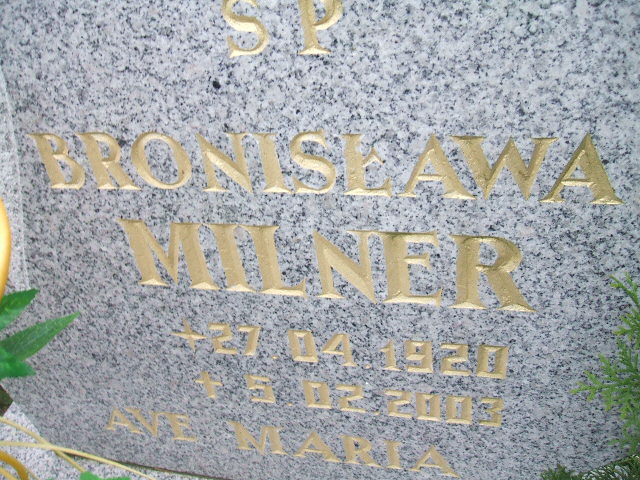 SP
BRONISŁAWA
MILNER
+27.04.1920
+ 5.02.2003
AVE MARIA